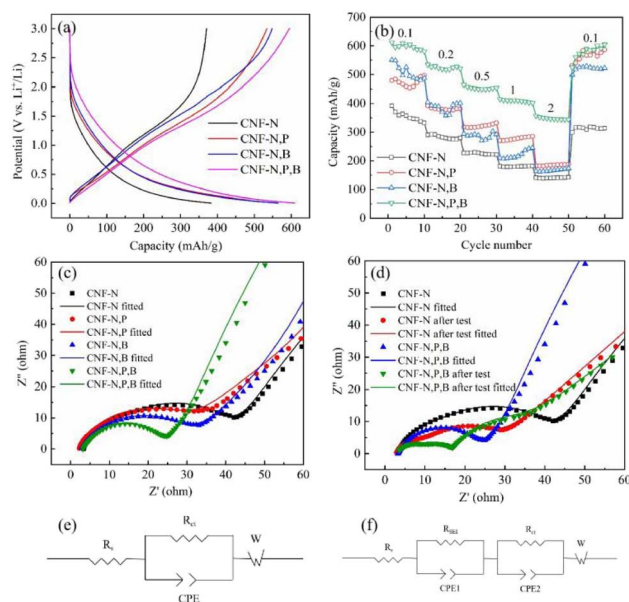 (a)
Potential (V vs. Li⁺/Li)
3.0
2.5
2.0
1.5
1.0
0.5
0.0
CNF-N
CNF-N,P
CNF-N,B
CNF-N,P,B
0 200 400 600
Capacity (mAh/g)
(b)
Capacity (mAh/g)
700
600
500
400
300
200
100
0
0.1
0.2
0.5
1
2
0.1
CNF-N
CNF-N,P
CNF-N,B
CNF-N,P,B
0 10 20 30 40 50 60
Cycle number
(c)
Z" (ohm)
60
50
40
30
20
10
0
CNF-N
CNF-N fitted
CNF-N,P
CNF-N,P fitted
CNF-N,B
CNF-N,B fitted
CNF-N,P,B
CNF-N,P,B fitted
0 10 20 30 40 50 60
Z' (ohm)
(d)
Z" (ohm)
60
50
40
30
20
10
0
CNF-N
CNF-N fitted
CNF-N after test
CNF-N after test fitted
CNF-N,P,B
CNF-N,P,B fitted
CNF-N,P,B after test
CNF-N,P,B after test fitted
0 10 20 30 40 50 60
Z' (ohm)
(e)
Rs
Rct
CPE
W
(f)
Rs
RSEI
CPE1
Rct
CPE2
W